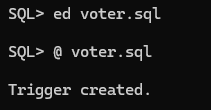 SQL> ed voter.sql
SQL> @ voter.sql
Trigger created.